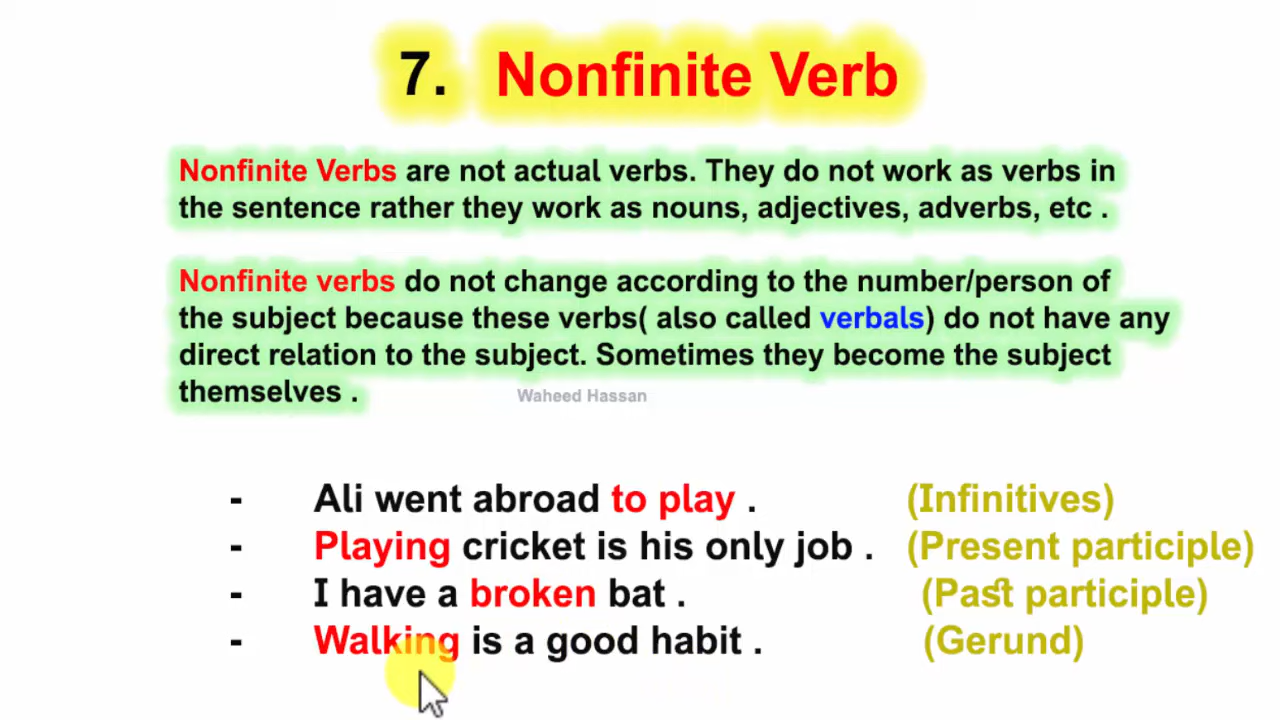 7. Nonfinite Verb
Nonfinite Verbs are not actual verbs. They do not work as verbs in
the sentence rather they work as nouns, adjectives, adverbs, etc .
Nonfinite verbs do not change according to the number/person of
the subject because these verbs( also called verbals) do not have any
direct relation to the subject. Sometimes they become the subject
themselves .
Waheed Hassan
- Ali went abroad to play . (Infinitives)
- Playing cricket is his only job . (Present participle)
- I have a broken bat . (Past participle)
- Walking is a good habit . (Gerund)